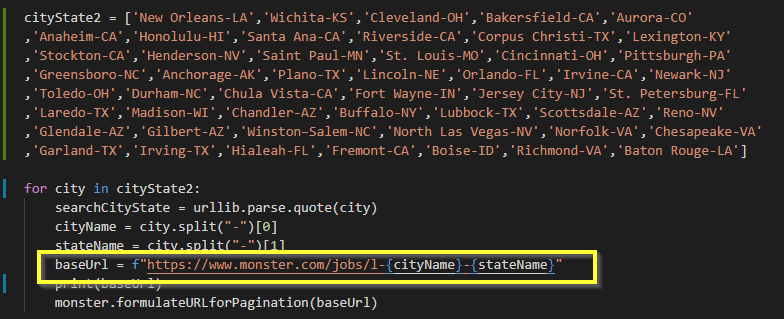 cityState2 = ['New Orleans-LA','Wichita-KS','Cleveland-OH','Bakersfield-CA','Aurora-CO'
,'Anaheim-CA','Honolulu-HI','Santa Ana-CA','Riverside-CA','Corpus Christi-TX','Lexington-KY'
,'Stockton-CA','Henderson-NV','Saint Paul-MN','St. Louis-MO','Cincinnati-OH','Pittsburgh-PA'
,'Greensboro-NC','Anchorage-AK','Plano-TX','Lincoln-NE','Orlando-FL','Irvine-CA','Newark-NJ'
,'Toledo-OH','Durham-NC','Chula Vista-CA','Fort Wayne-IN','Jersey City-NJ','St. Petersburg-FL'
,'Laredo-TX','Madison-WI','Chandler-AZ','Buffalo-NY','Lubbock-TX','Scottsdale-AZ','Reno-NV'
,'Glendale-AZ','Gilbert-AZ','Winston–Salem-NC','North Las Vegas-NV','Norfolk-VA','Chesapeake-VA'
,'Garland-TX','Irving-TX','Hialeah-FL','Fremont-CA','Boise-ID','Richmond-VA','Baton Rouge-LA']
for city in cityState2:
searchCityState = urllib.parse.quote(city)
cityName = city.split("-")[0]
stateName = city.split("-")[1]
baseUrl = f"https://www.monster.com/jobs/l-{cityName}-{stateName}"
print(baseUrl)
monster.formulateURLforPagination(baseUrl)